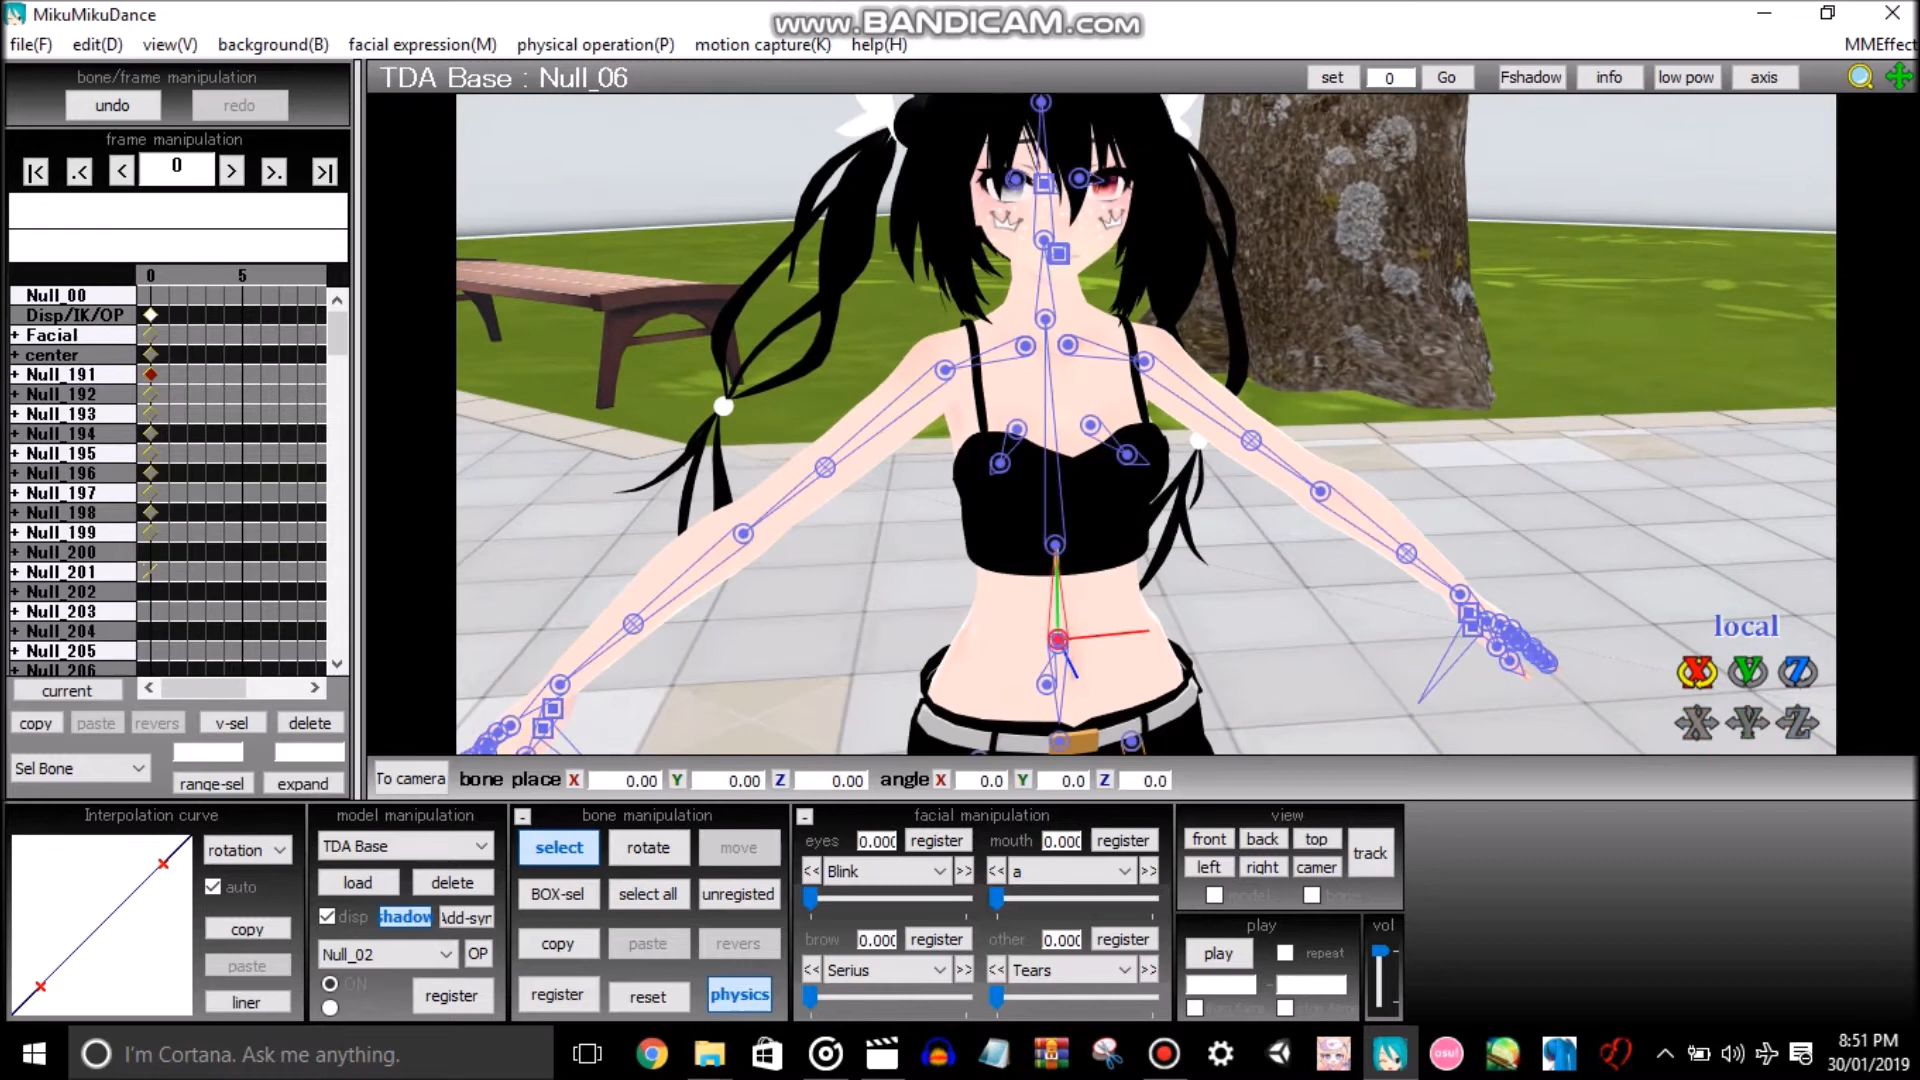 MikuMikuDance
www.BANDICAM.com
file(F) edit(D) view(V) background(B) facial expression(M) physical operation(P) motion capture(K) help(H) MMEffect
bone/frame manipulation
undo redo
TDA Base : Null_06
set 0 Go Fshadow info low pow axis
frame manipulation
|< .< < 0 > >. >|
0 5
Null_00
Disp/IK/OP
+ Facial
+ center
+ Null_191
+ Null_192
+ Null_193
+ Null_194
+ Null_195
+ Null_196
+ Null_197
+ Null_198
+ Null_199
+ Null_200
+ Null_201
+ Null_202
+ Null_203
+ Null_204
+ Null_205
+ Null_206
local
X Y Z
X Y Z
current < >
copy paste revers v-sel delete
Sel Bone
range-sel expand
To camera bone place X 0.00 Y 0.00 Z 0.00 angle X 0.0 Y 0.0 Z 0.0
Interpolation curve
rotation
auto
copy
paste
liner
model manipulation
TDA Base
load delete
disp shadow Add-syn
Null_02 OP
ON
register
- bone manipulation
select rotate move
BOX-sel select all unregisted
copy paste revers
register reset physics
- facial manipulation
eyes 0.000 register mouth 0.000 register
<< Blink >> << a >>
brow 0.000 register other 0.000 register
<< Serius >> << Tears >>
view
front back top
left right camer
track
model bone
play
play repeat
-
vol
I'm Cortana. Ask me anything.
osu!
8:51 PM
30/01/2019